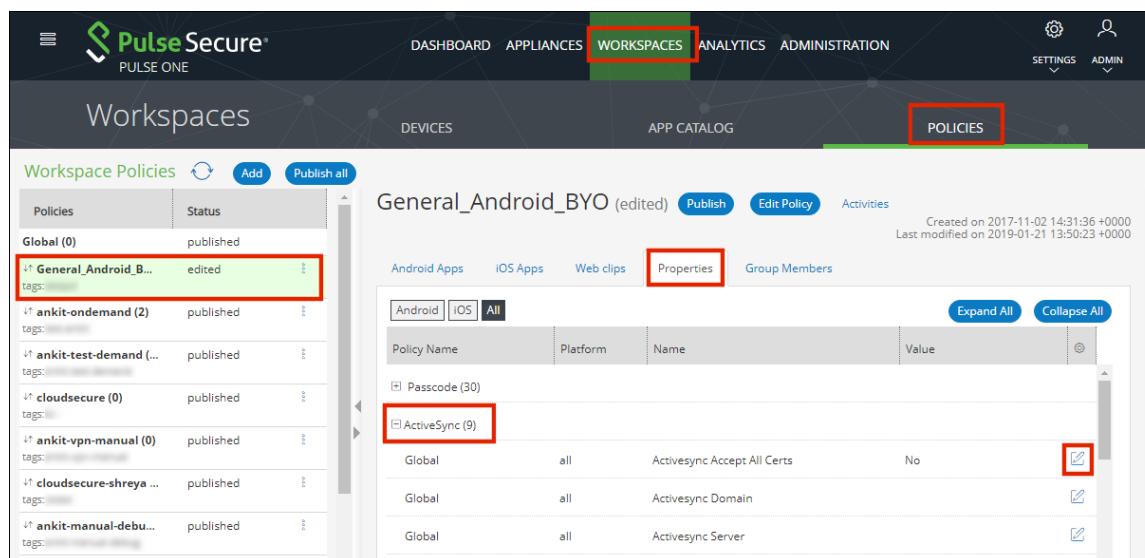 Pulse Secure®
PULSE ONE
DASHBOARD APPLIANCES WORKSPACES ANALYTICS ADMINISTRATION
SETTINGS ADMIN
Workspaces
DEVICES APP CATALOG POLICIES
Workspace Policies Add Publish all
Policies Status
Global (0) published
General_Android_B... edited
tags:
ankit-ondemand (2) published
tags:
ankit-test-demand (... published
tags:
cloudsecure (0) published
tags:
ankit-vpn-manual (0) published
tags:
cloudsecure-shreya ... published
tags:
ankit-manual-debu... published
tags:
General_Android_BYO (edited) Publish Edit Policy Activities
Created on 2017-11-02 14:31:36 +0000
Last modified on 2019-01-21 13:50:23 +0000
Android Apps iOS Apps Web clips Properties Group Members
Android iOS All Expand All Collapse All
Policy Name Platform Name Value
Passcode (30)
ActiveSync (9)
Global all Activesync Accept All Certs No
Global all Activesync Domain
Global all Activesync Server